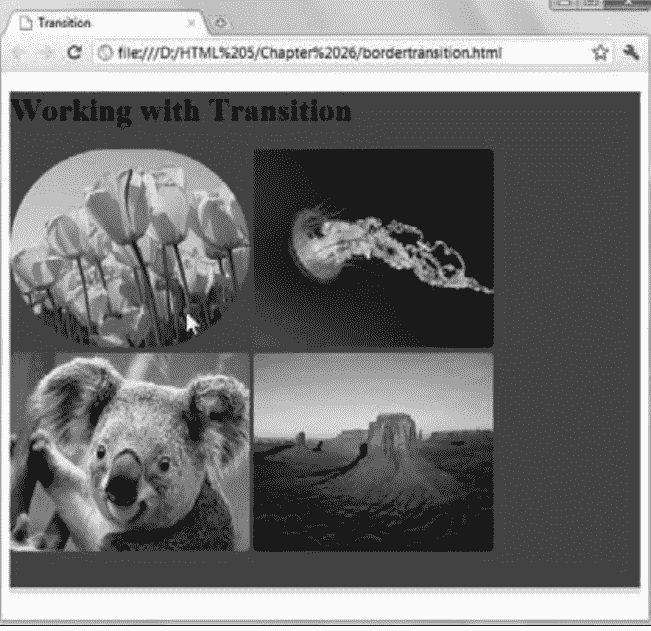 Transition
file:///D:/HTML%205/Chapter%2026/bordertransition.html
Working with Transition